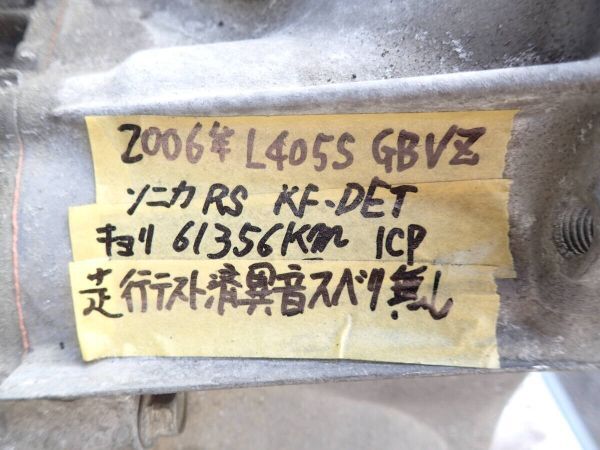 2006年 L405S GBVZ
ソニカ RS KF-DET
キョリ 61356Km 1CP
走行テスト済異音スベリ無し